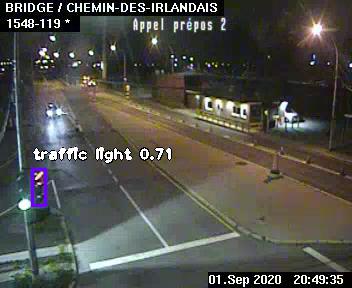 BRIDGE / CHEMIN-DES-IRLANDAIS
1548-119 *
Appel prépos 2
traffic light 0.71
01.Sep 2020 20:49:35